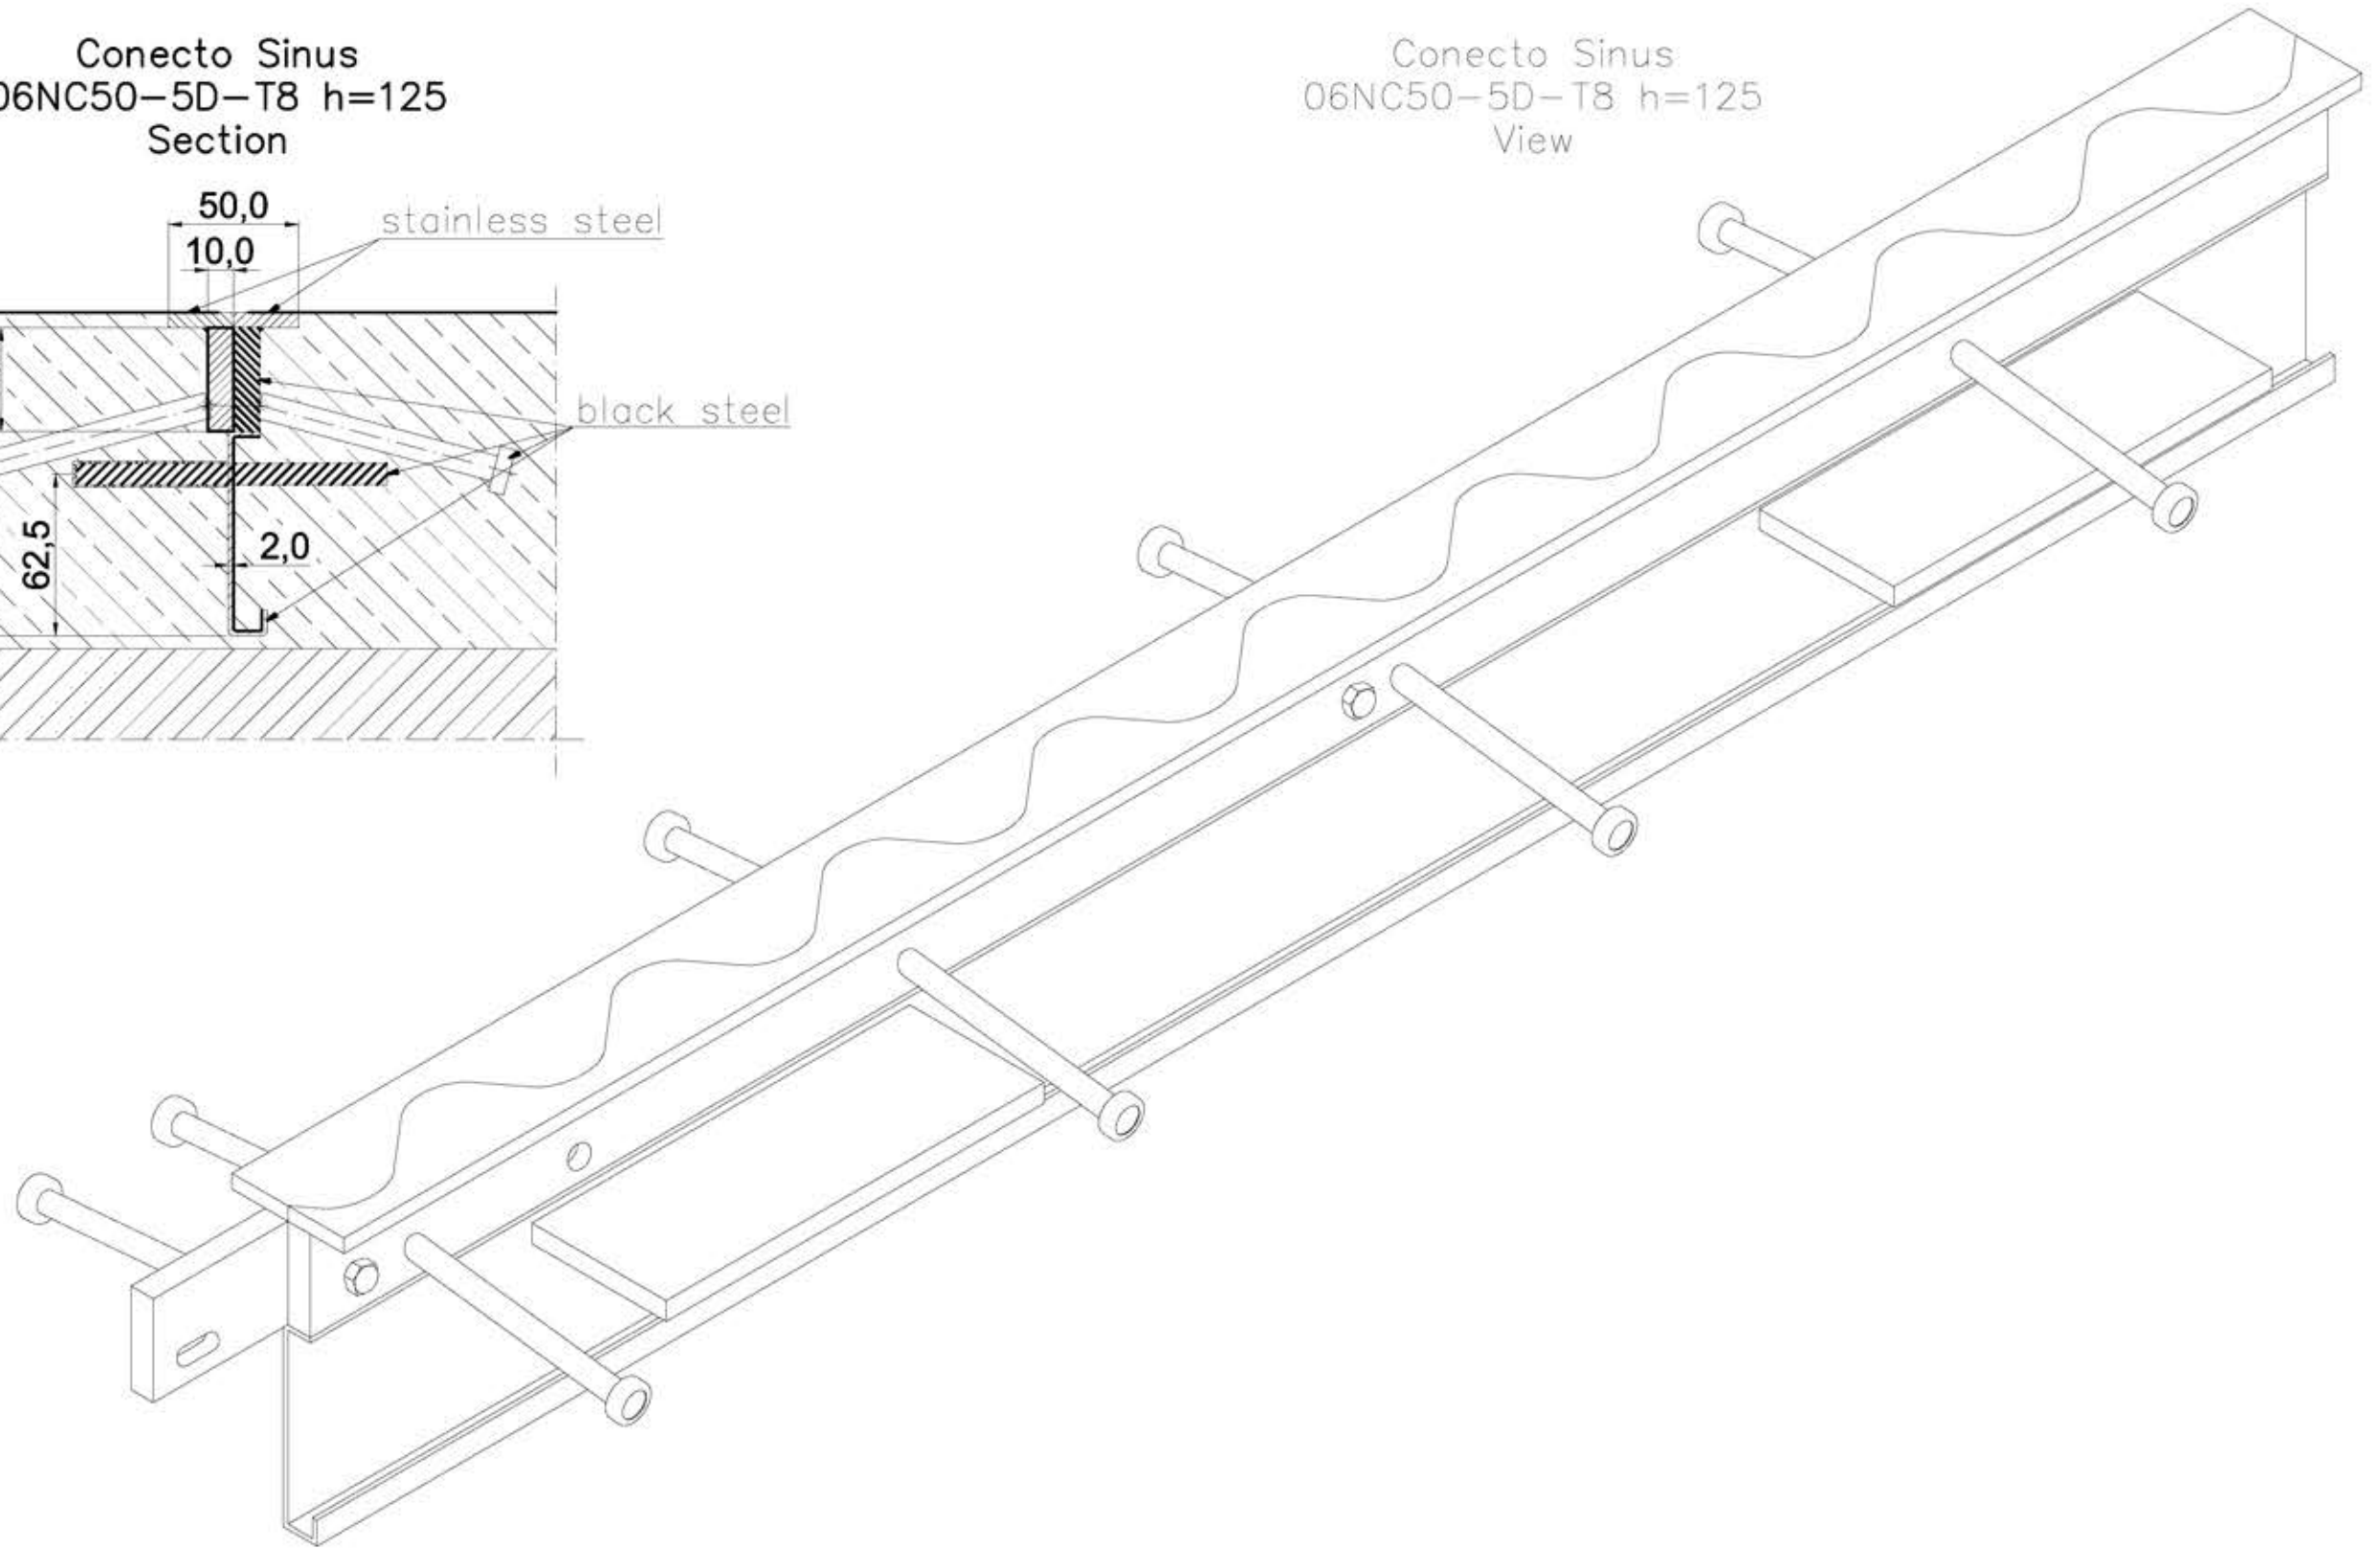 Conecto Sinus
06NC50-5D-T8 h=125
Section
50,0
10,0
stainless steel
black steel
62,5
2,0
Conecto Sinus
06NC50-5D-T8 h=125
View